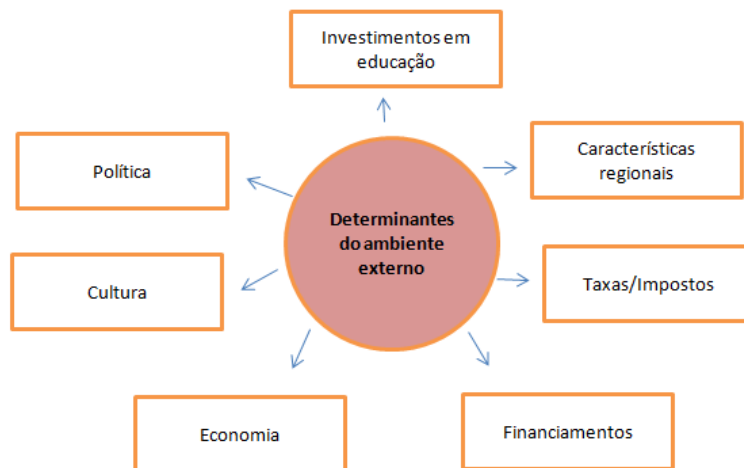 Investimentos em
educação
Política
Características
regionais
Determinantes
do ambiente
externo
Cultura
Taxas/Impostos
Economia
Financiamentos